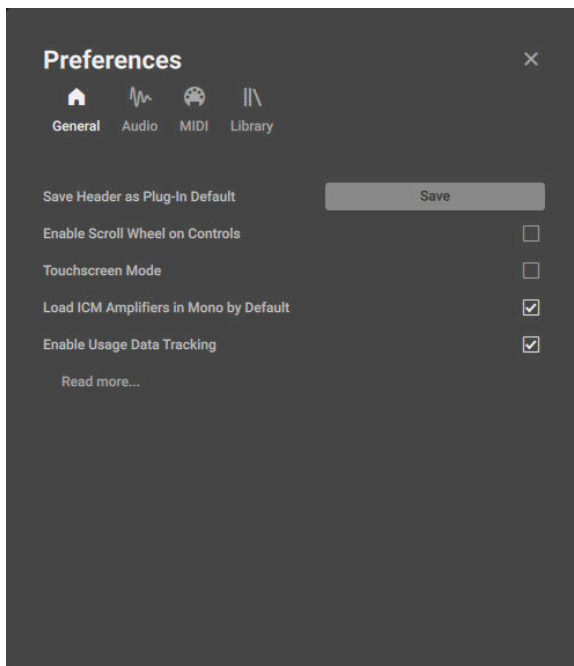 Preferences
General Audio MIDI Library
Save Header as Plug-In Default Save
Enable Scroll Wheel on Controls
Touchscreen Mode
Load ICM Amplifiers in Mono by Default
Enable Usage Data Tracking
Read more...